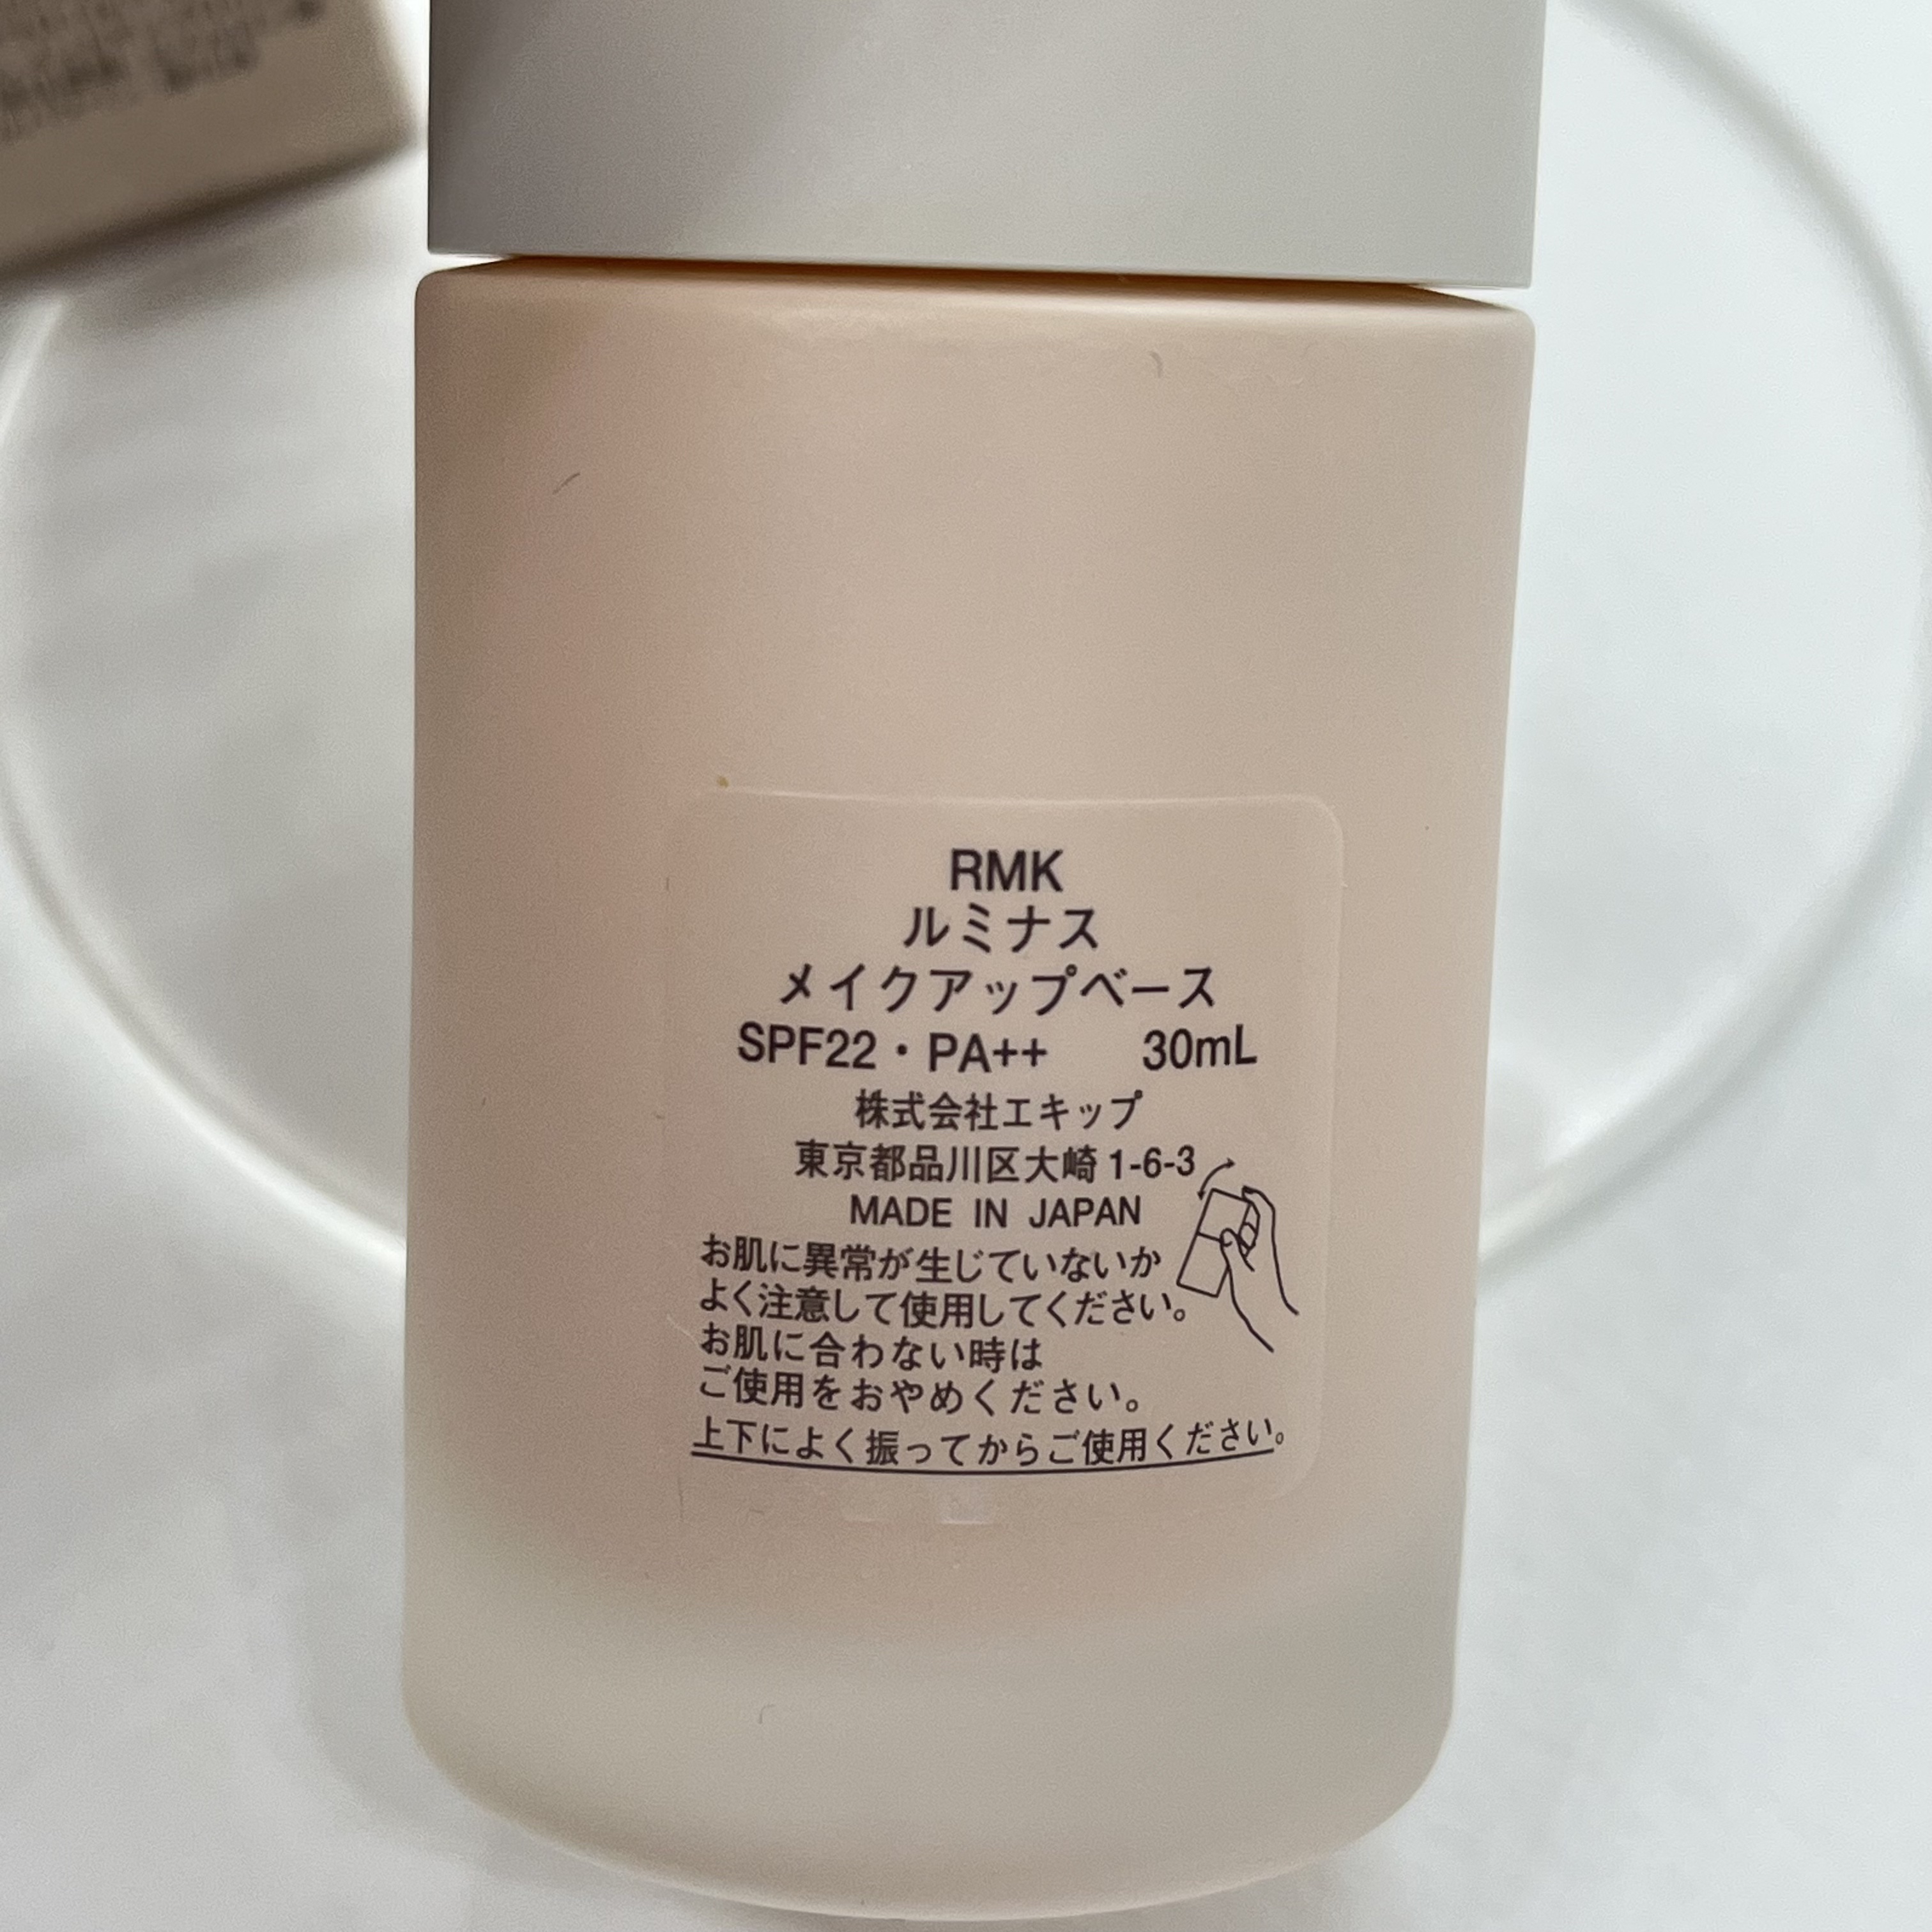 RMK
ルミナス
メイクアップベース
SPF22・PA++ 30mL
株式会社エキップ
東京都品川区大崎1-6-3
MADE IN JAPAN
お肌に異常が生じていないか
よく注意して使用してください。
お肌に合わない時は
ご使用をおやめください。
上下によく振ってからご使用ください。